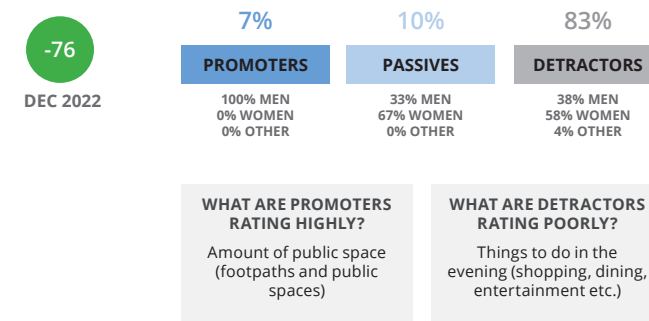 -76
DEC 2022
7%
PROMOTERS
100% MEN
0% WOMEN
0% OTHER
10%
PASSIVES
33% MEN
67% WOMEN
0% OTHER
83%
DETRACTORS
38% MEN
58% WOMEN
4% OTHER
WHAT ARE PROMOTERS
RATING HIGHLY?
Amount of public space
(footpaths and public
spaces)
WHAT ARE DETRACTORS
RATING POORLY?
Things to do in the
evening (shopping, dining,
entertainment etc.)